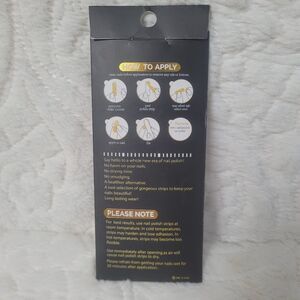 HOW TO APPLY
Say hello to a whole new era of nail polish!
No harm on your nails.
No drying time.
No smudging.
A healthier alternative.
A vast selection of gorgeous strips to keep your
nails beautiful!
Long lasting wear!
PLEASE NOTE
For best results, use nail polish strips at
room temperature. In cold temperatures,
strips may harden and lose adhesion. In
hot temperatures, strips may become too
flexible.
Use immediately after opening as air will
cause nail polish strips to dry.
Please refrain from getting your nails wet for
30 minutes after application.